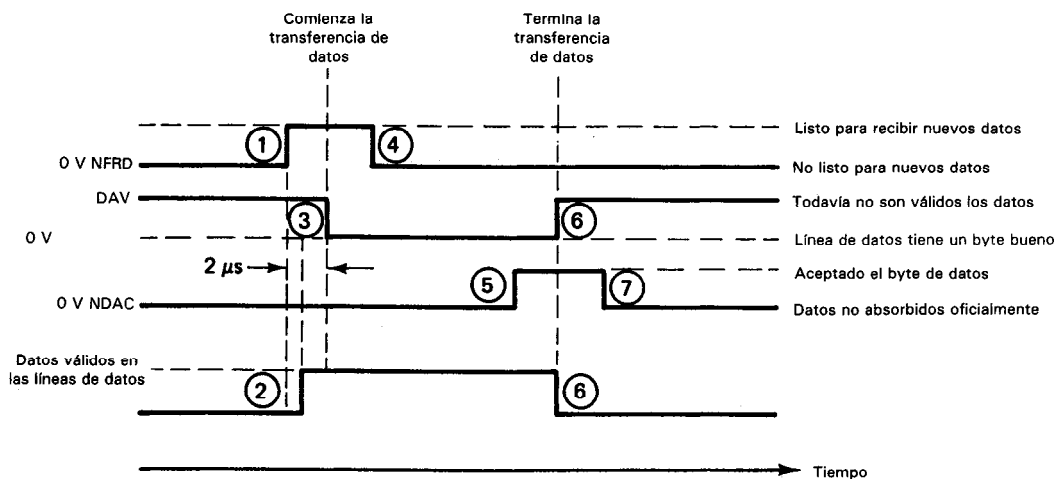 Comienza la
transferencia de
datos
Termina la
transferencia
de datos
1
4
Listo para recibir nuevos datos
0 V NFRD
No listo para nuevos datos
DAV
3
6
Todavía no son válidos los datos
0 V
Línea de datos tiene un byte bueno
2 μs
Aceptado el byte de datos
5
7
0 V NDAC
Datos no absorbidos oficialmente
Datos válidos en
las líneas de datos
2
6
Tiempo